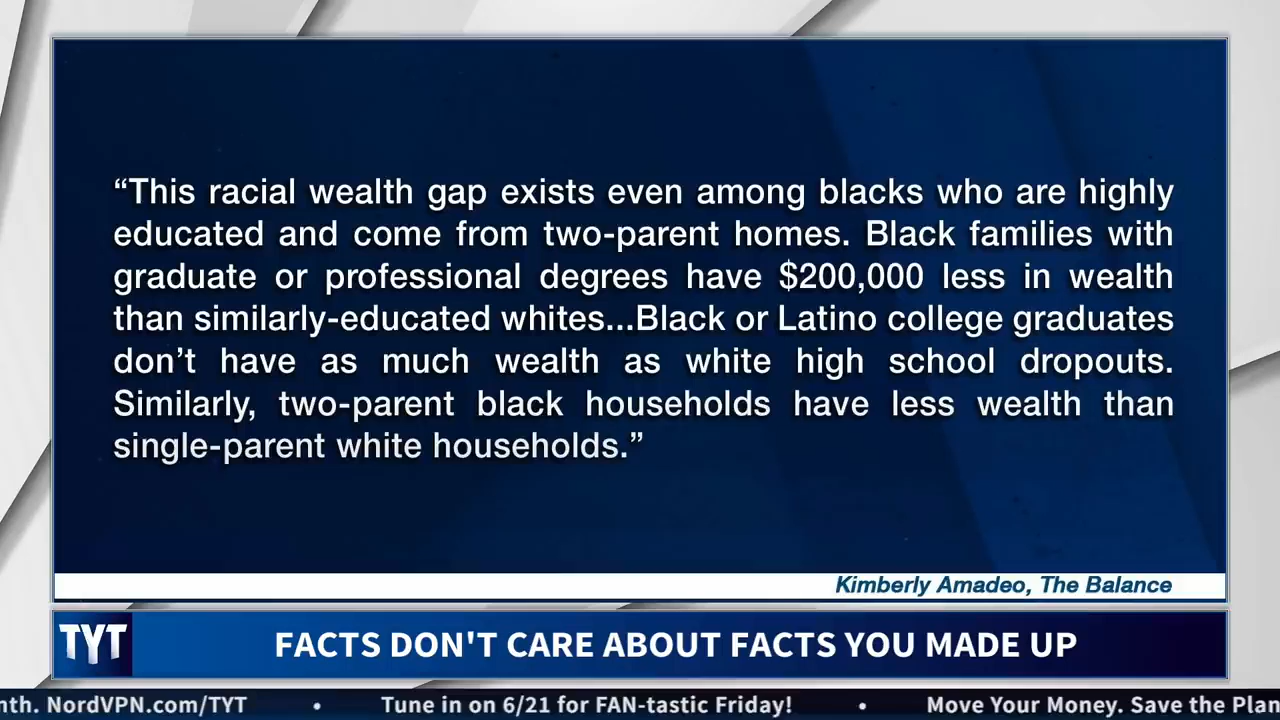 “This racial wealth gap exists even among blacks who are highly
educated and come from two-parent homes. Black families with
graduate or professional degrees have $200,000 less in wealth
than similarly-educated whites...Black or Latino college graduates
don’t have as much wealth as white high school dropouts.
Similarly, two-parent black households have less wealth than
single-parent white households.”
Kimberly Amadeo, The Balance
TYT
FACTS DON'T CARE ABOUT FACTS YOU MADE UP
nth. NordVPN.com/TYT • Tune in on 6/21 for FAN-tastic Friday! • Move Your Money. Save the Plan